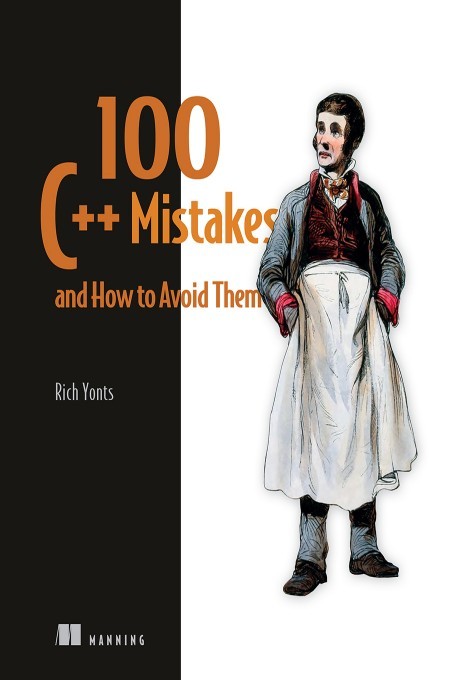 100
C++ Mistakes
and How to Avoid Them
Rich Yonts
MANNING